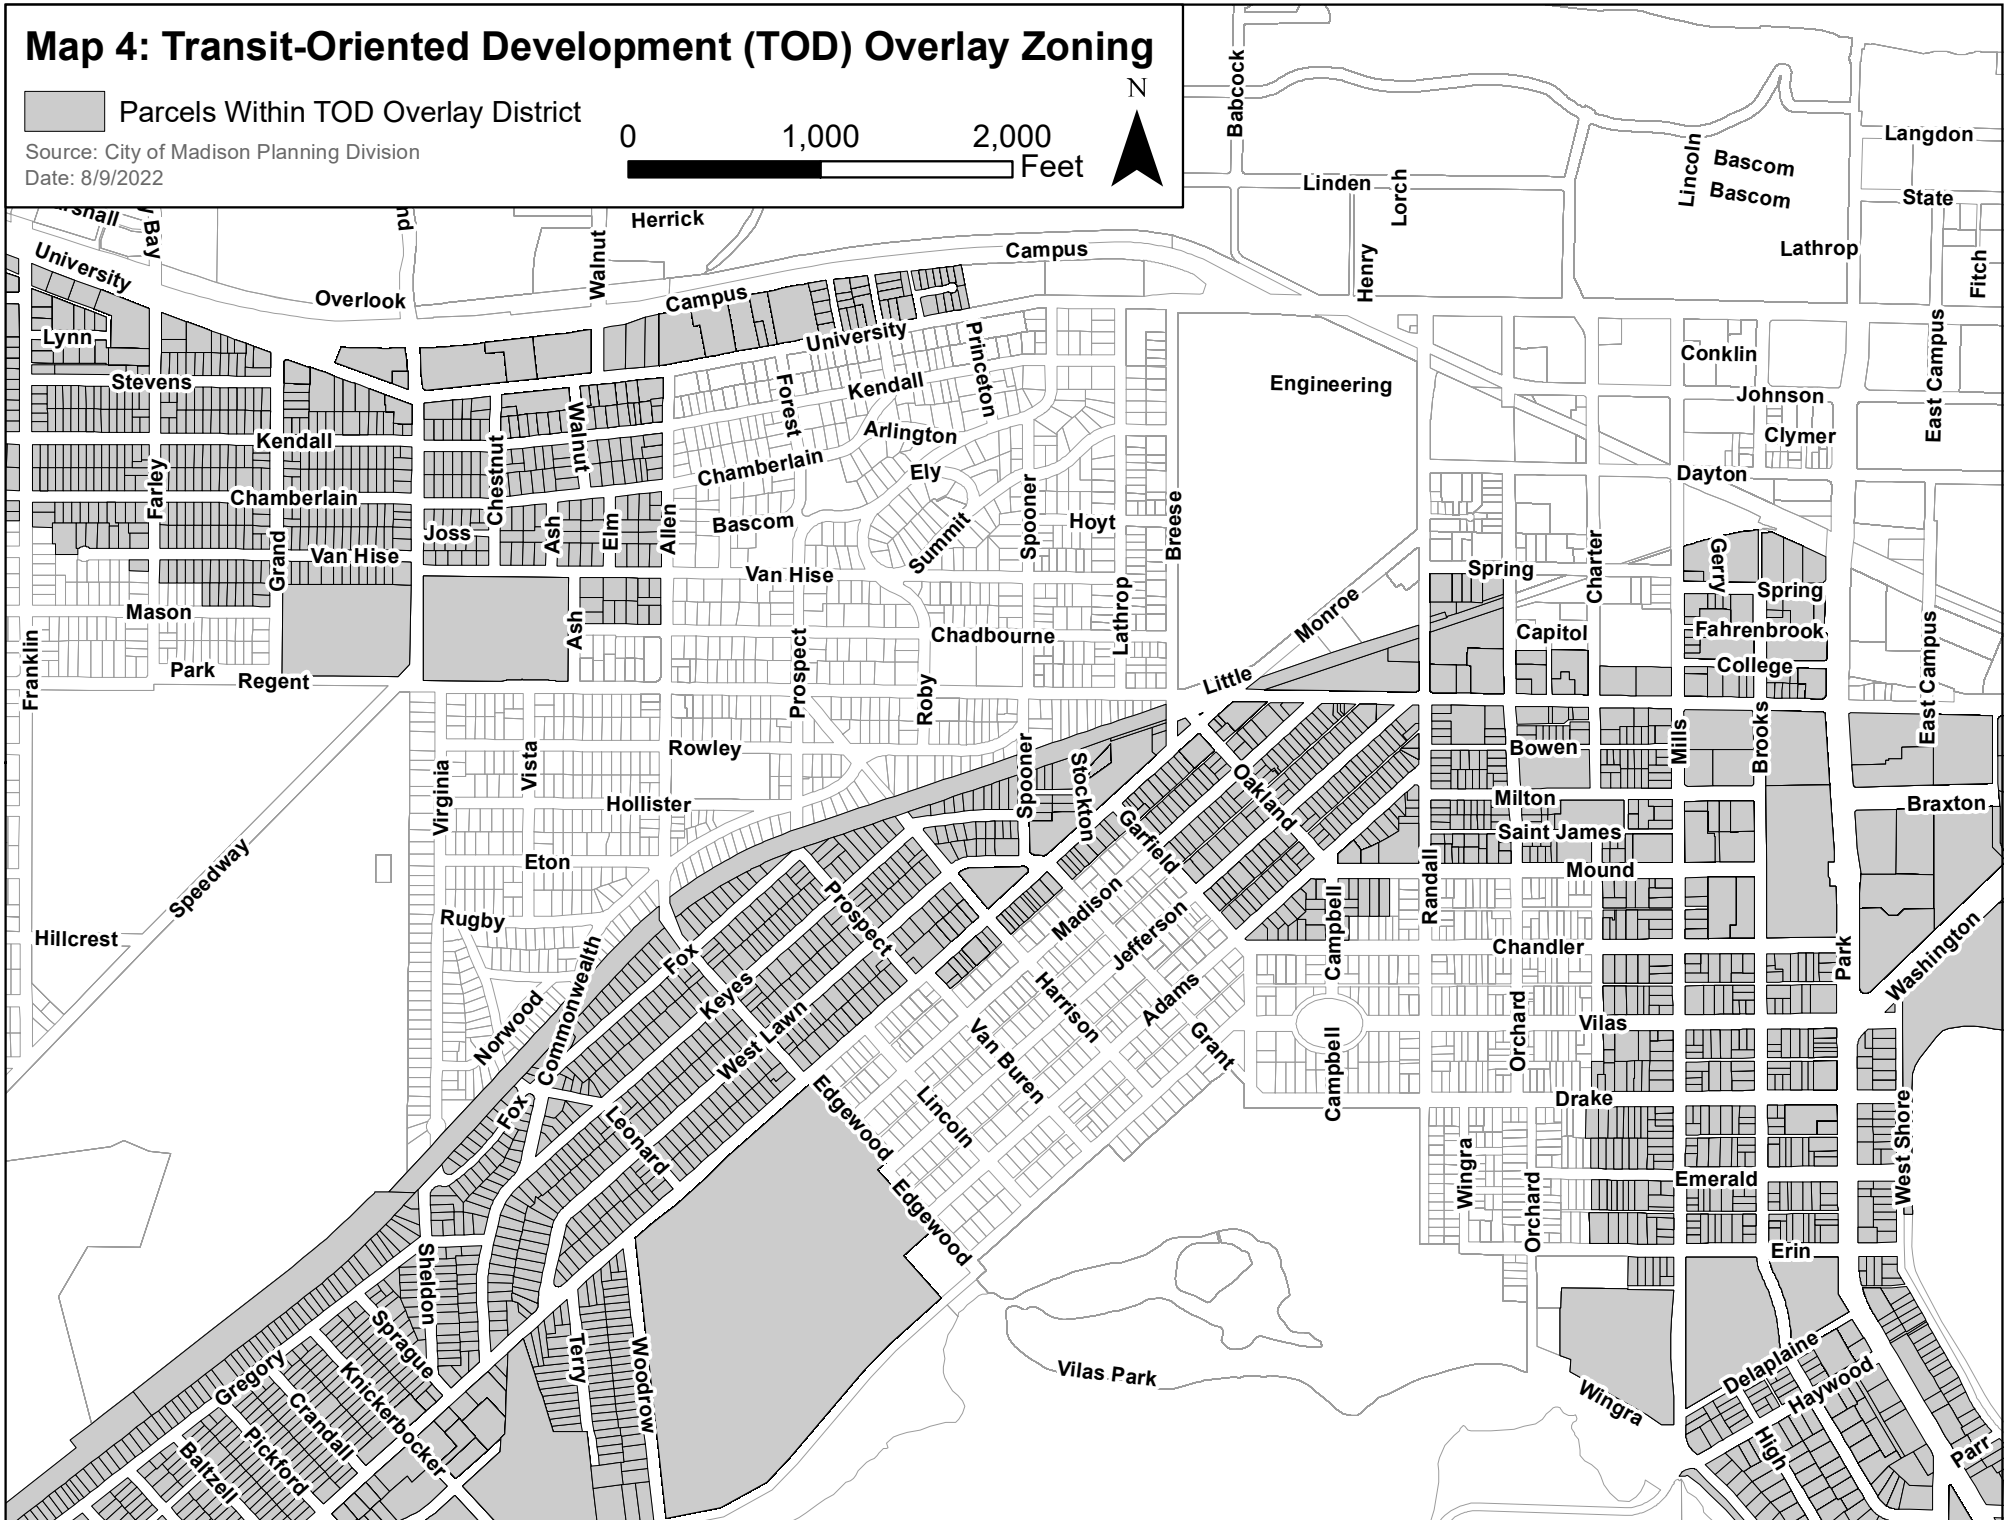 Map 4: Transit-Oriented Development (TOD) Overlay Zoning
Parcels Within TOD Overlay District
Source: City of Madison Planning Division
Date: 8/9/2022
0 1,000 2,000
Feet
N
Babcock
Langdon
Lincoln
Bascom
Bascom
Linden
Lorch
State
Herrick
Bay
Walnut
Campus
Lathrop
Henry
Fitch
University
Overlook
Campus
University
Lynn
Princeton
East Campus
Conklin
Stevens
Forest
Kendall
Engineering
Johnson
Walnut
Kendall
Arlington
Clymer
Chestnut
Chamberlain
Ely
Dayton
Farley
Chamberlain
Spooner
Breese
Joss
Ash
Elm
Allen
Bascom
Summit
Hoyt
Charter
Grand
Van Hise
Van Hise
Spring
Gerry
Spring
Mason
Ash
Lathrop
Monroe
Chadbourne
Capitol
Fahrenbrook
Franklin
Park
Regent
Prospect
Roby
Little
College
East Campus
Vista
Rowley
Spooner
Stockton
Bowen
Mills
Brooks
Virginia
Hollister
Oakland
Milton
Braxton
Garfield
Saint James
Eton
Mound
Speedway
Randall
Campbell
Prospect
Madison
Rugby
Jefferson
Hillcrest
Fox
Chandler
Park
Washington
Commonwealth
Keyes
Harrison
Adams
Norwood
Orchard
Vilas
West Lawn
Van Buren
Grant
Campbell
Fox
Edgewood
Lincoln
Drake
Leonard
West Shore
Wingra
Emerald
Edgewood
Orchard
Sheldon
Erin
Sprague
Terry
Woodrow
Vilas Park
Delaplaine
Gregory
Knickerbocker
Haywood
Crandall
Wingra
Pickford
Baltzell
High
Parr